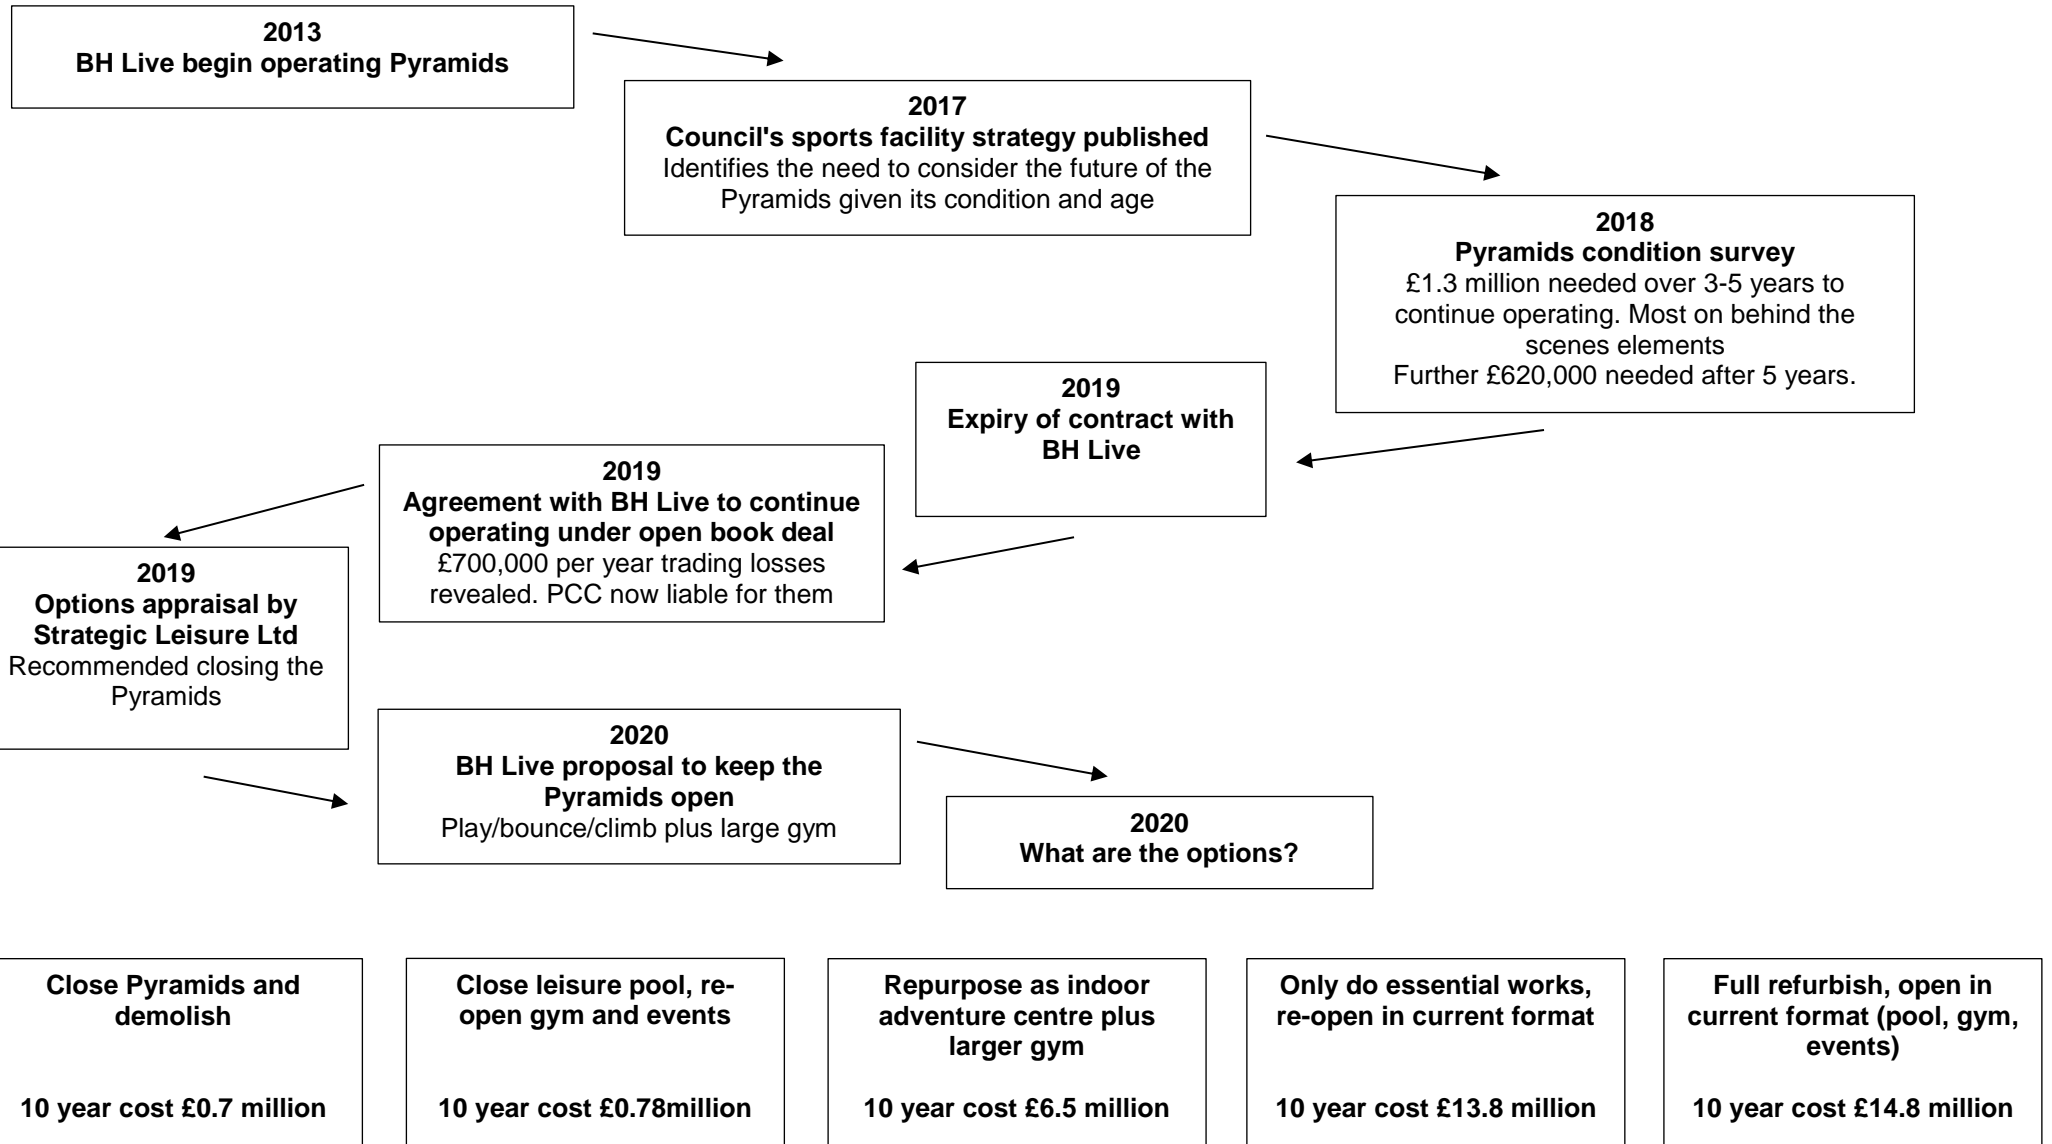 2013
BH Live begin operating Pyramids
2017
Council's sports facility strategy published
Identifies the need to consider the future of the
Pyramids given its condition and age
2018
Pyramids condition survey
£1.3 million needed over 3-5 years to
continue operating. Most on behind the
scenes elements
Further £620,000 needed after 5 years.
2019
Expiry of contract with
BH Live
2019
Agreement with BH Live to continue
operating under open book deal
£700,000 per year trading losses
revealed. PCC now liable for them
2019
Options appraisal by
Strategic Leisure Ltd
Recommended closing the
Pyramids
2020
BH Live proposal to keep the
Pyramids open
Play/bounce/climb plus large gym
2020
What are the options?
Close Pyramids and
demolish
10 year cost £0.7 million
Close leisure pool, re-
open gym and events
10 year cost £0.78million
Repurpose as indoor
adventure centre plus
larger gym
10 year cost £6.5 million
Only do essential works,
re-open in current format
10 year cost £13.8 million
Full refurbish, open in
current format (pool, gym,
events)
10 year cost £14.8 million